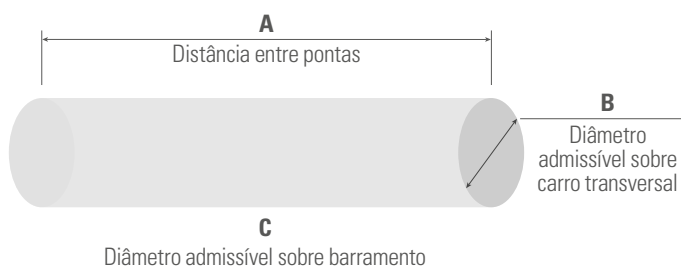 A
Distância entre pontas
B
Diâmetro
admissível sobre
carro transversal
C
Diâmetro admissível sobre barramento